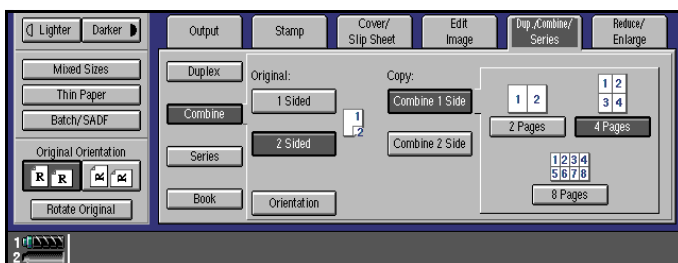 Lighter Darker
Mixed Sizes
Thin Paper
Batch/SADF
Original Orientation
R R R R
Rotate Original
Output Stamp Cover/ Slip Sheet Edit Image Dup./Combine/ Series Reduce/ Enlarge
Duplex
Combine
Series
Book
Original:
1 Sided
2 Sided
Orientation
1
2
Copy:
Combine 1 Side
Combine 2 Side
1 2
2 Pages
1 2
3 4
4 Pages
1 2 3 4
5 6 7 8
8 Pages
1
2